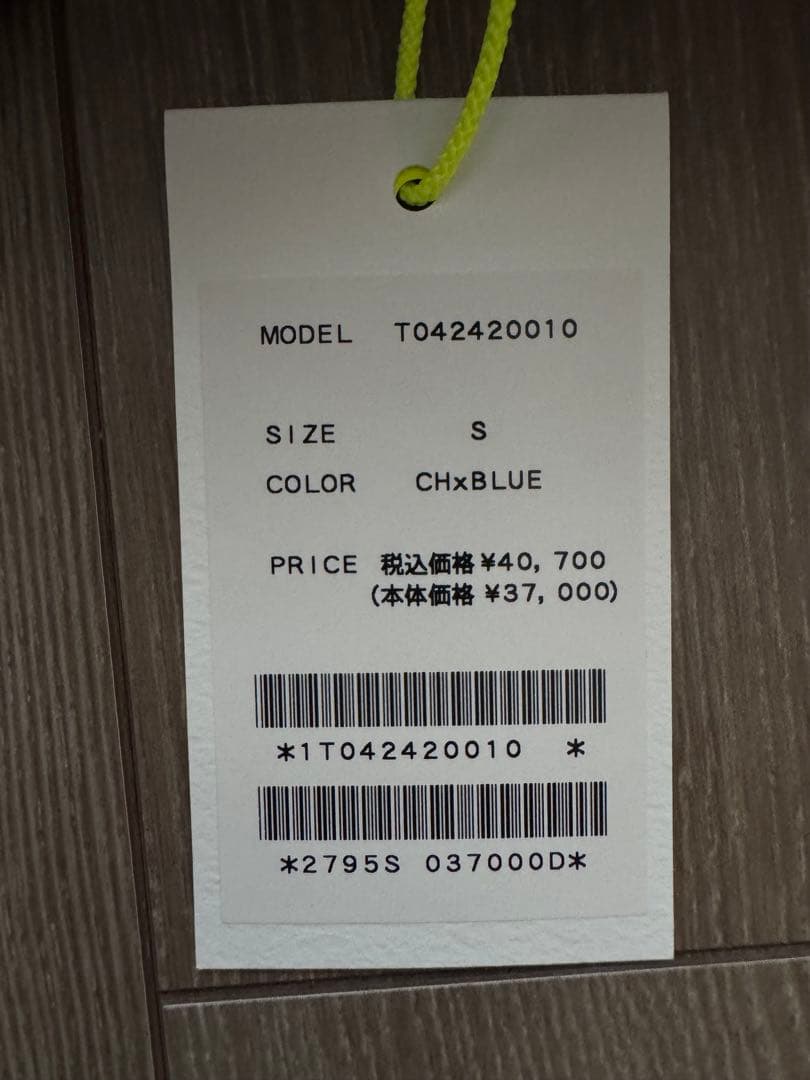 MODEL T042420010
SIZE S
COLOR CHxBLUE
PRICE 税込価格 ¥40,700
(本体価格 ¥37,000)
*1T042420010 *
*2795S 037000D*